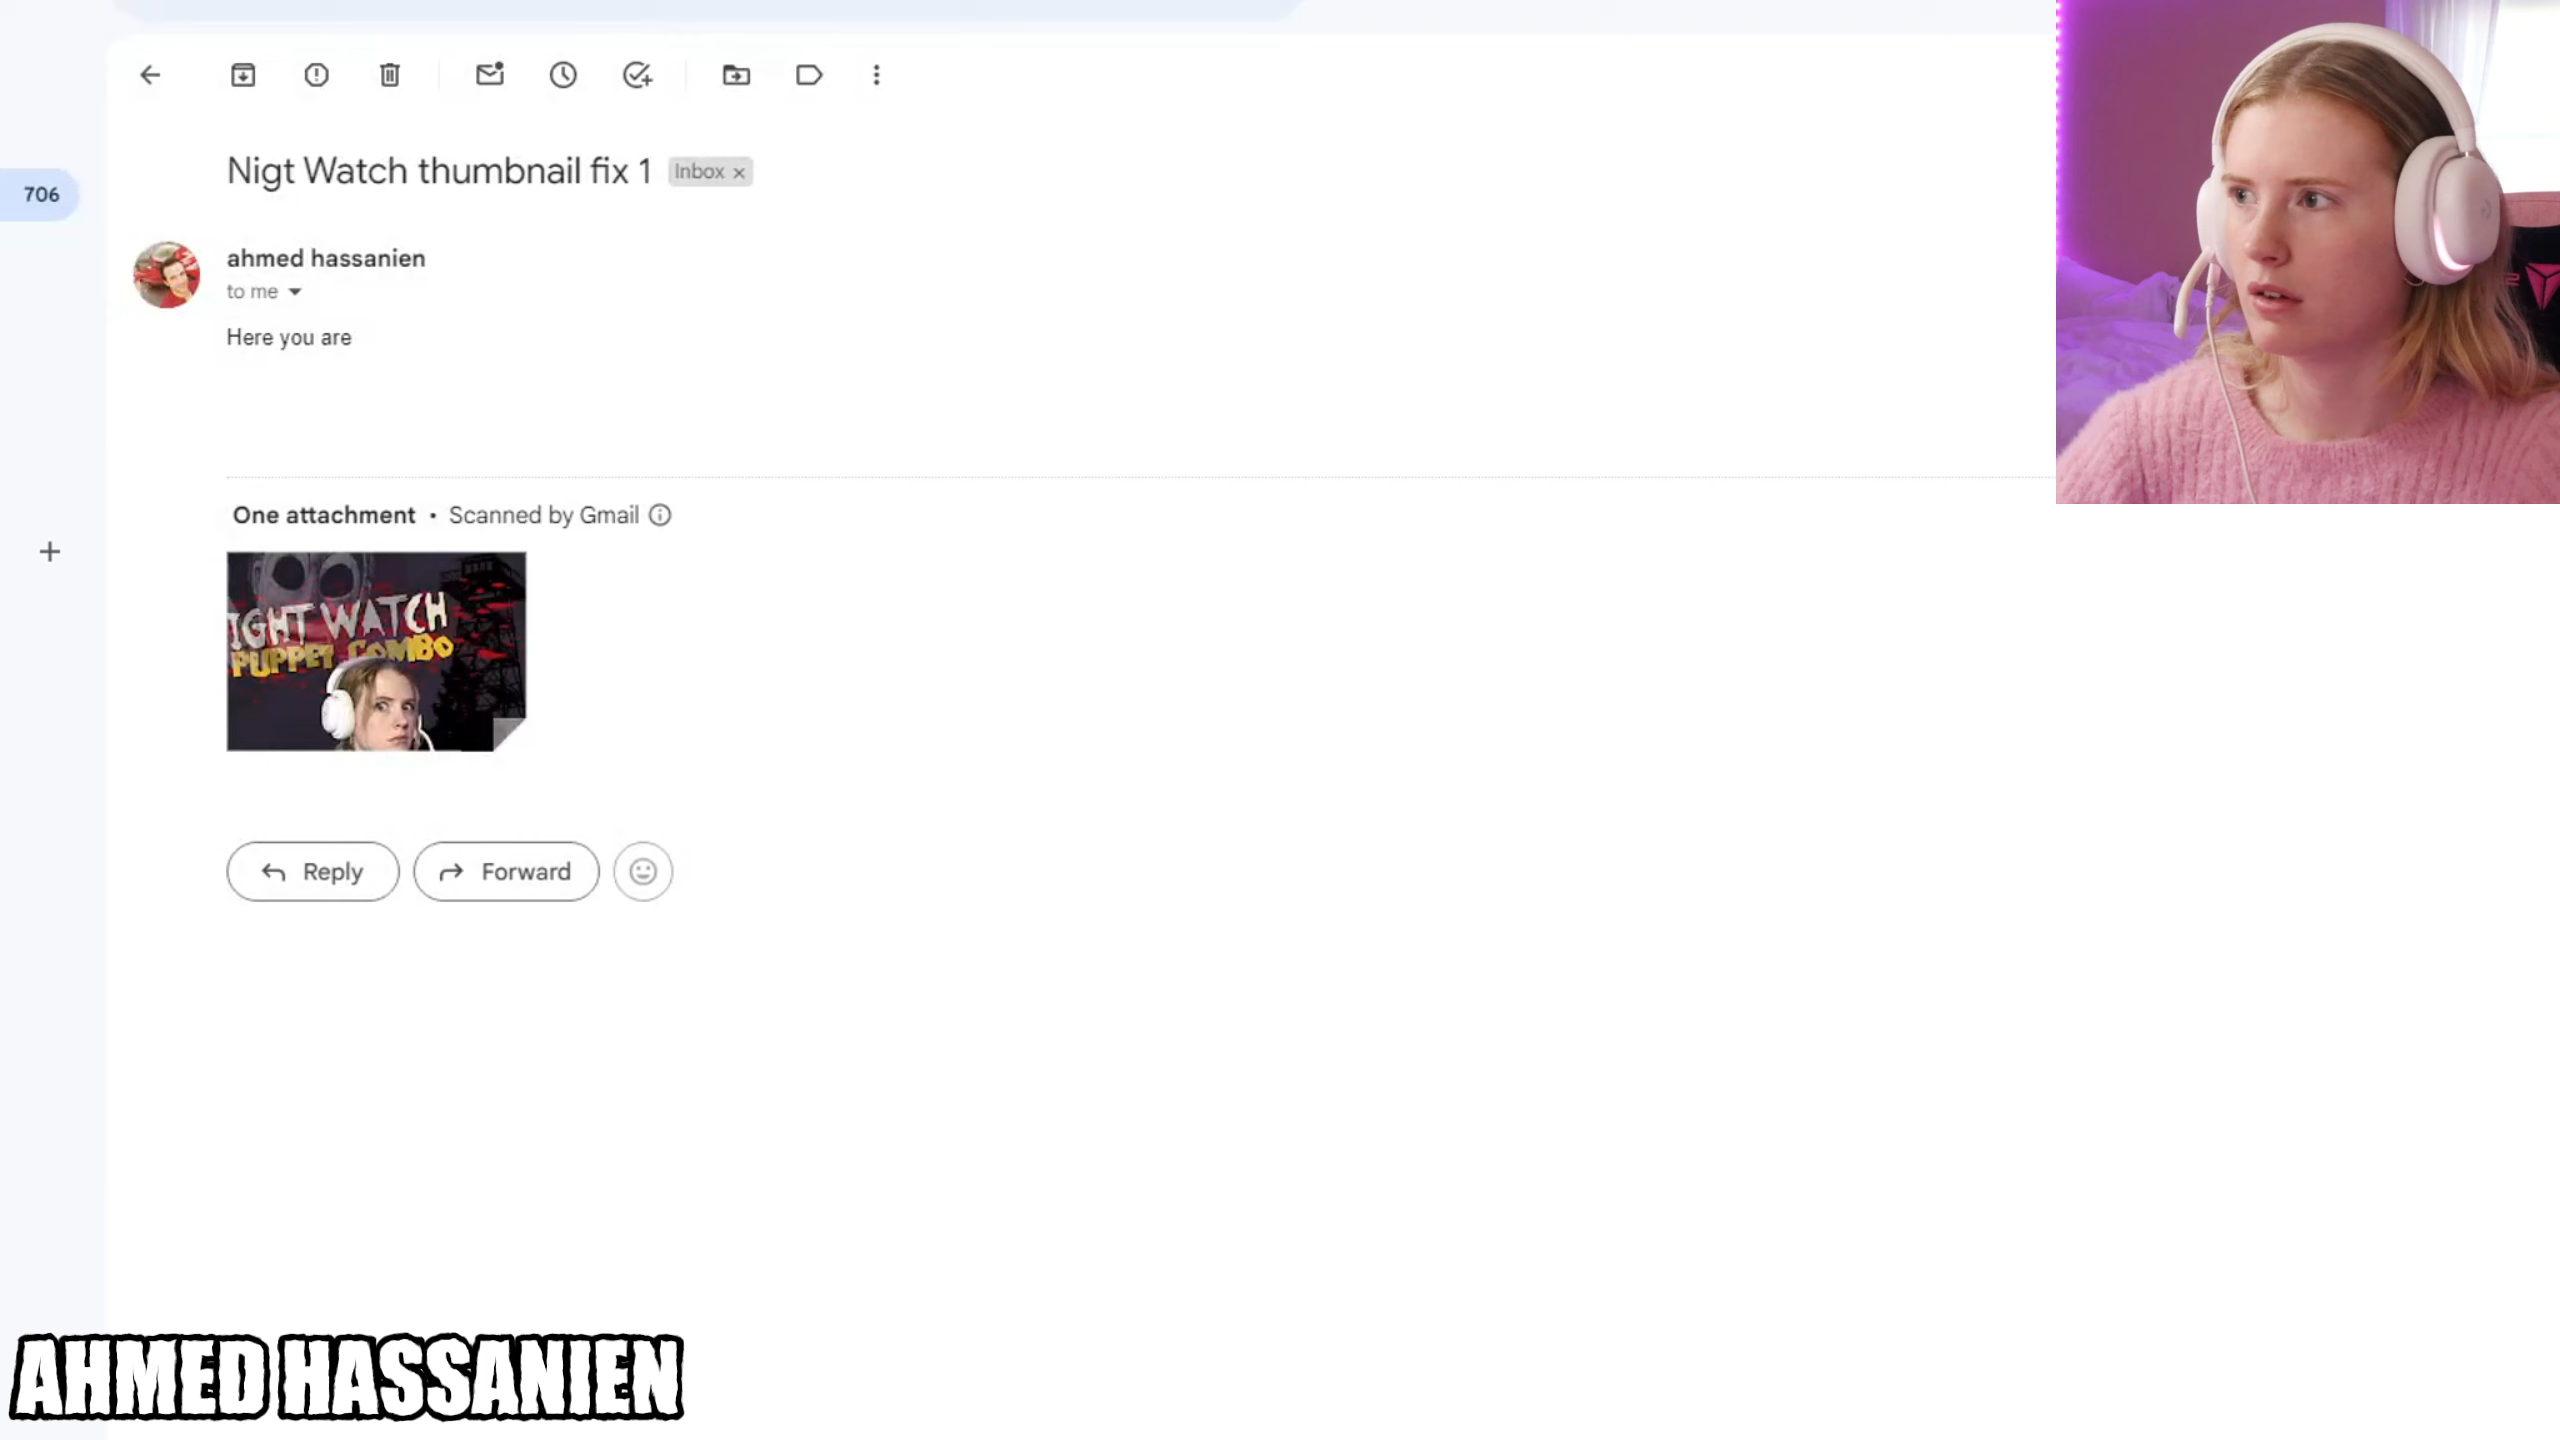 706
Nigt Watch thumbnail fix 1 Inbox ×
ahmed hassanien
to me
Here you are
One attachment • Scanned by Gmail
IGHT WATCH
PUPPET COMBO
Reply Forward
AHMED HASSANIEN